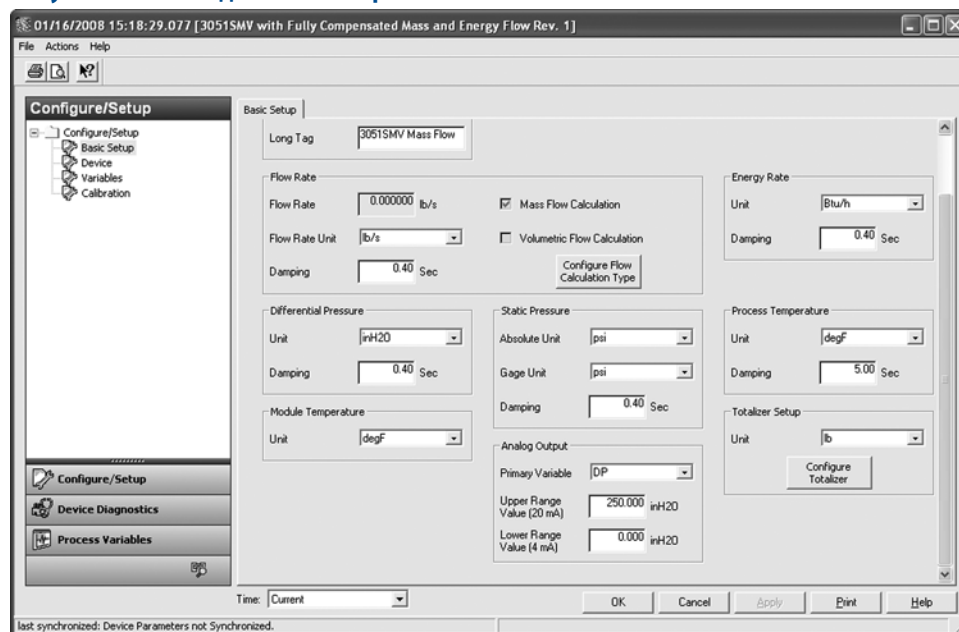 01/16/2008 15:18:29.077 [3051SMV with Fully Compensated Mass and Energy Flow Rev. 1]
File Actions Help
Configure/Setup
Configure/Setup
Basic Setup
Device
Variables
Calibration
Configure/Setup
Device Diagnostics
Process Variables
Basic Setup
Long Tag 3051SMV Mass Flow
Flow Rate
Flow Rate 0.000000 lb/s
Mass Flow Calculation
Flow Rate Unit lb/s
Volumetric Flow Calculation
Damping 0.40 Sec
Configure Flow
Calculation Type
Energy Rate
Unit Btu/h
Damping 0.40 Sec
Differential Pressure
Unit inH2O
Damping 0.40 Sec
Static Pressure
Absolute Unit psi
Gage Unit psi
Damping 0.40 Sec
Process Temperature
Unit degF
Damping 5.00 Sec
Module Temperature
Unit degF
Analog Output
Primary Variable DP
Upper Range
Value (20 mA) 250.000 inH2O
Lower Range
Value (4 mA) 0.000 inH2O
Totalizer Setup
Unit lb
Configure
Totalizer
Time: Current
OK Cancel Apply Print Help
last synchronized: Device Parameters not Synchronized.